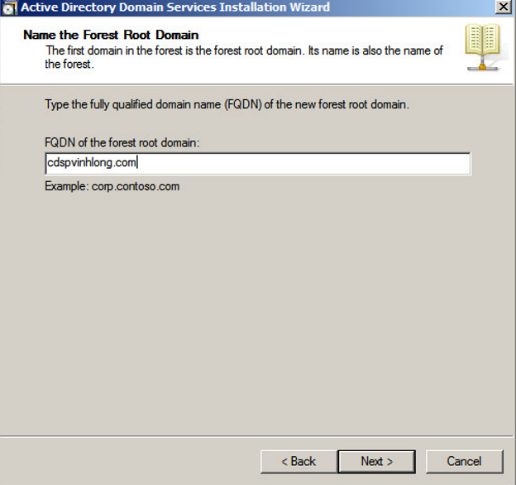 Active Directory Domain Services Installation Wizard
Name the Forest Root Domain
The first domain in the forest is the forest root domain. Its name is also the name of
the forest.
Type the fully qualified domain name (FQDN) of the new forest root domain.
FQDN of the forest root domain:
cdspvinhlong.com
Example: corp.contoso.com
< Back
Next >
Cancel